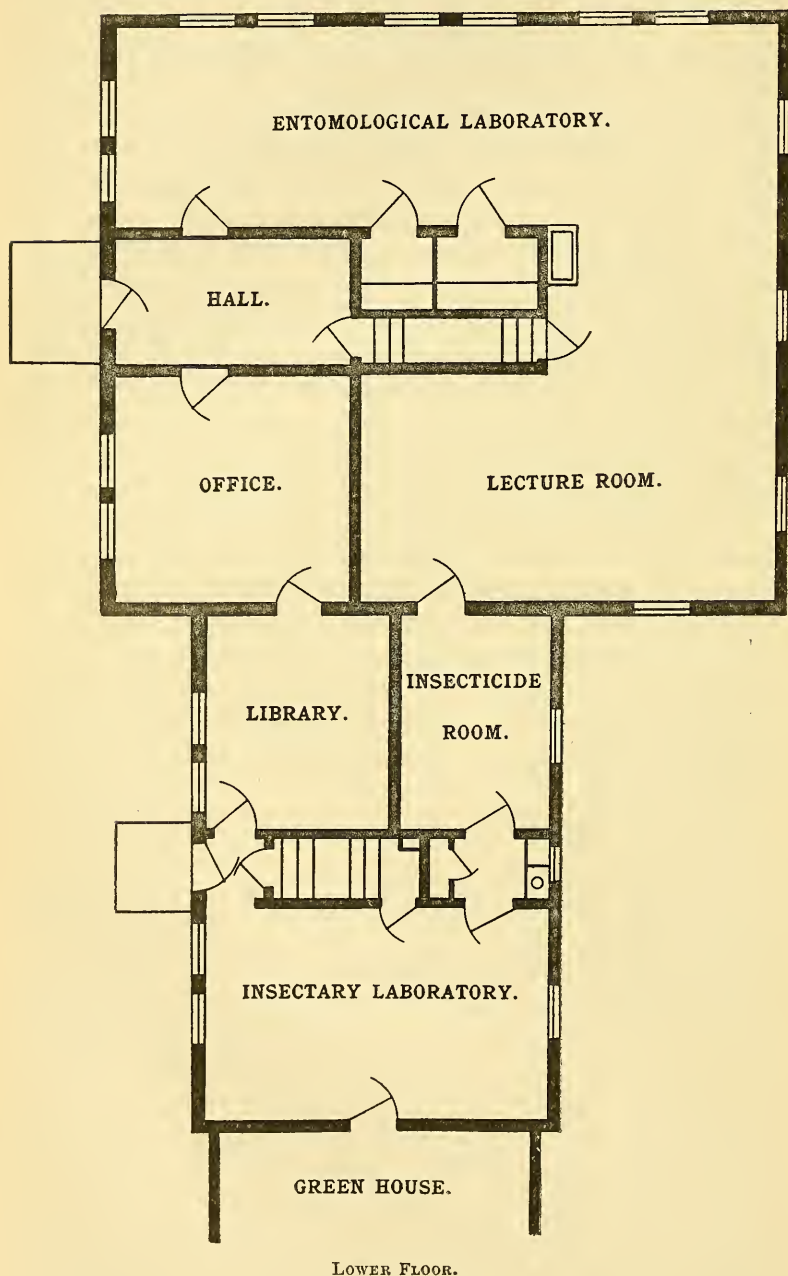 ENTOMOLOGICAL LABORATORY.
HALL.
OFFICE.
LECTURE ROOM.
LIBRARY.
INSECTICIDE
ROOM.
INSECTARY LABORATORY.
GREEN HOUSE.
LOWER FLOOR.